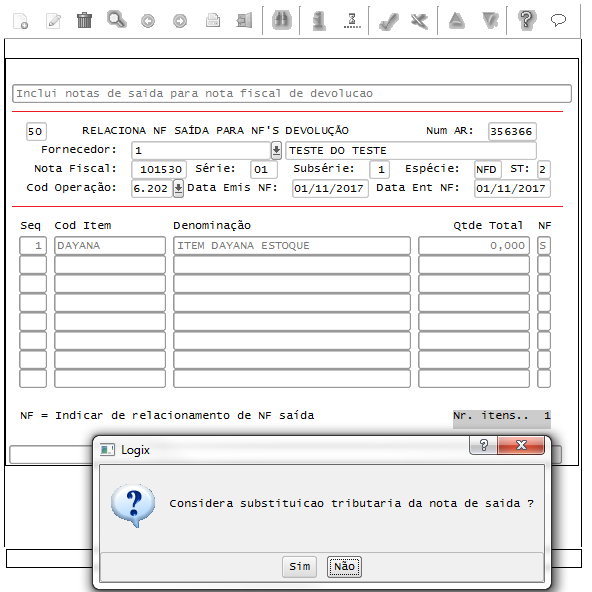 Inclui notas de saida para nota fiscal de devolucao
50 RELACIONA NF SAÍDA PARA NF'S DEVOLUÇÃO Num AR: 356366
Fornecedor: 1 TESTE DO TESTE
Nota Fiscal: 101530 Série: 01 Subsérie: 1 Espécie: NFD ST: 2
Cod Operação: 6.202 Data Emis NF: 01/11/2017 Data Ent NF: 01/11/2017
Seq Cod Item Denominação Qtde Total NF
1 DAYANA ITEM DAYANA ESTOQUE 0,000 S
NF = Indicar de relacionamento de NF saída Nr. itens.. 1
Logix
Considera substituicao tributaria da nota de saida ?
Sim Não